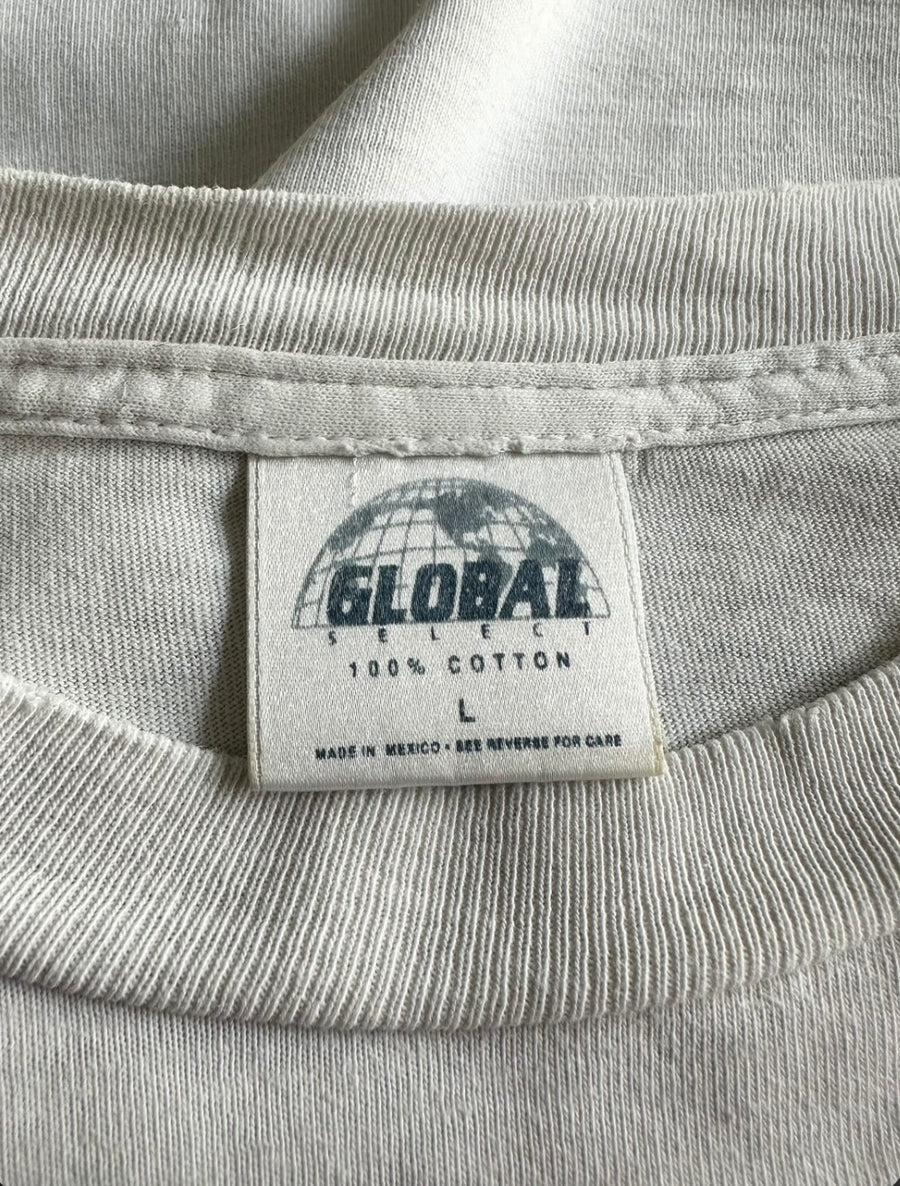 GLOBAL
SELECT
100% COTTON
L
MADE IN MEXICO • SEE REVERSE FOR CARE